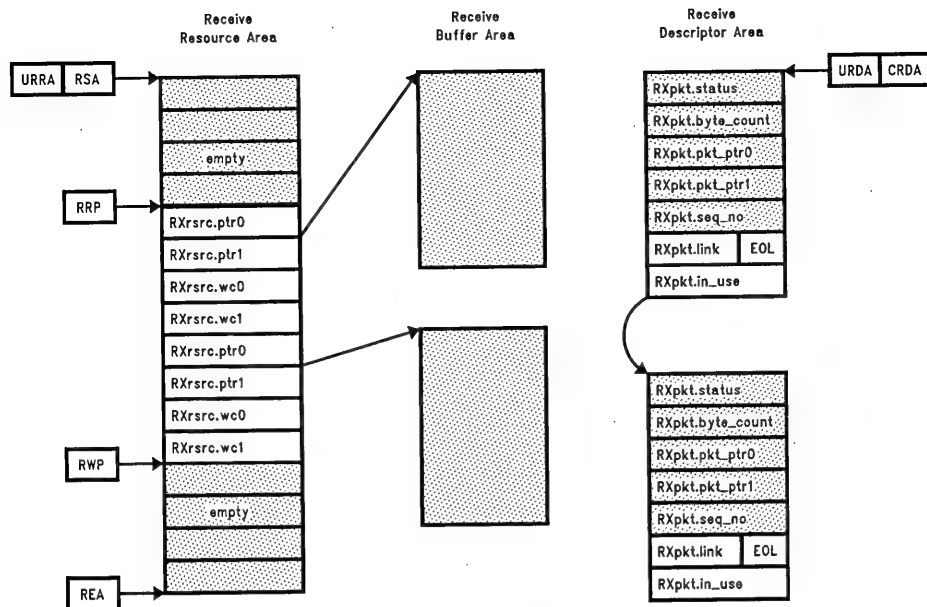 Receive
Resource Area
Receive
Buffer Area
Receive
Descriptor Area
URRA RSA
URDA CRDA
empty
RRP
RXrsrc.ptr0
RXrsrc.ptr1
RXrsrc.wc0
RXrsrc.wc1
RXrsrc.ptr0
RXrsrc.ptr1
RXrsrc.wc0
RXrsrc.wc1
RWP
empty
REA
RXpkt.status
RXpkt.byte_count
RXpkt.pkt_ptr0
RXpkt.pkt_ptr1
RXpkt.seq_no
RXpkt.link EOL
RXpkt.in_use
RXpkt.status
RXpkt.byte_count
RXpkt.pkt_ptr0
RXpkt.pkt_ptr1
RXpkt.seq_no
RXpkt.link EOL
RXpkt.in_use